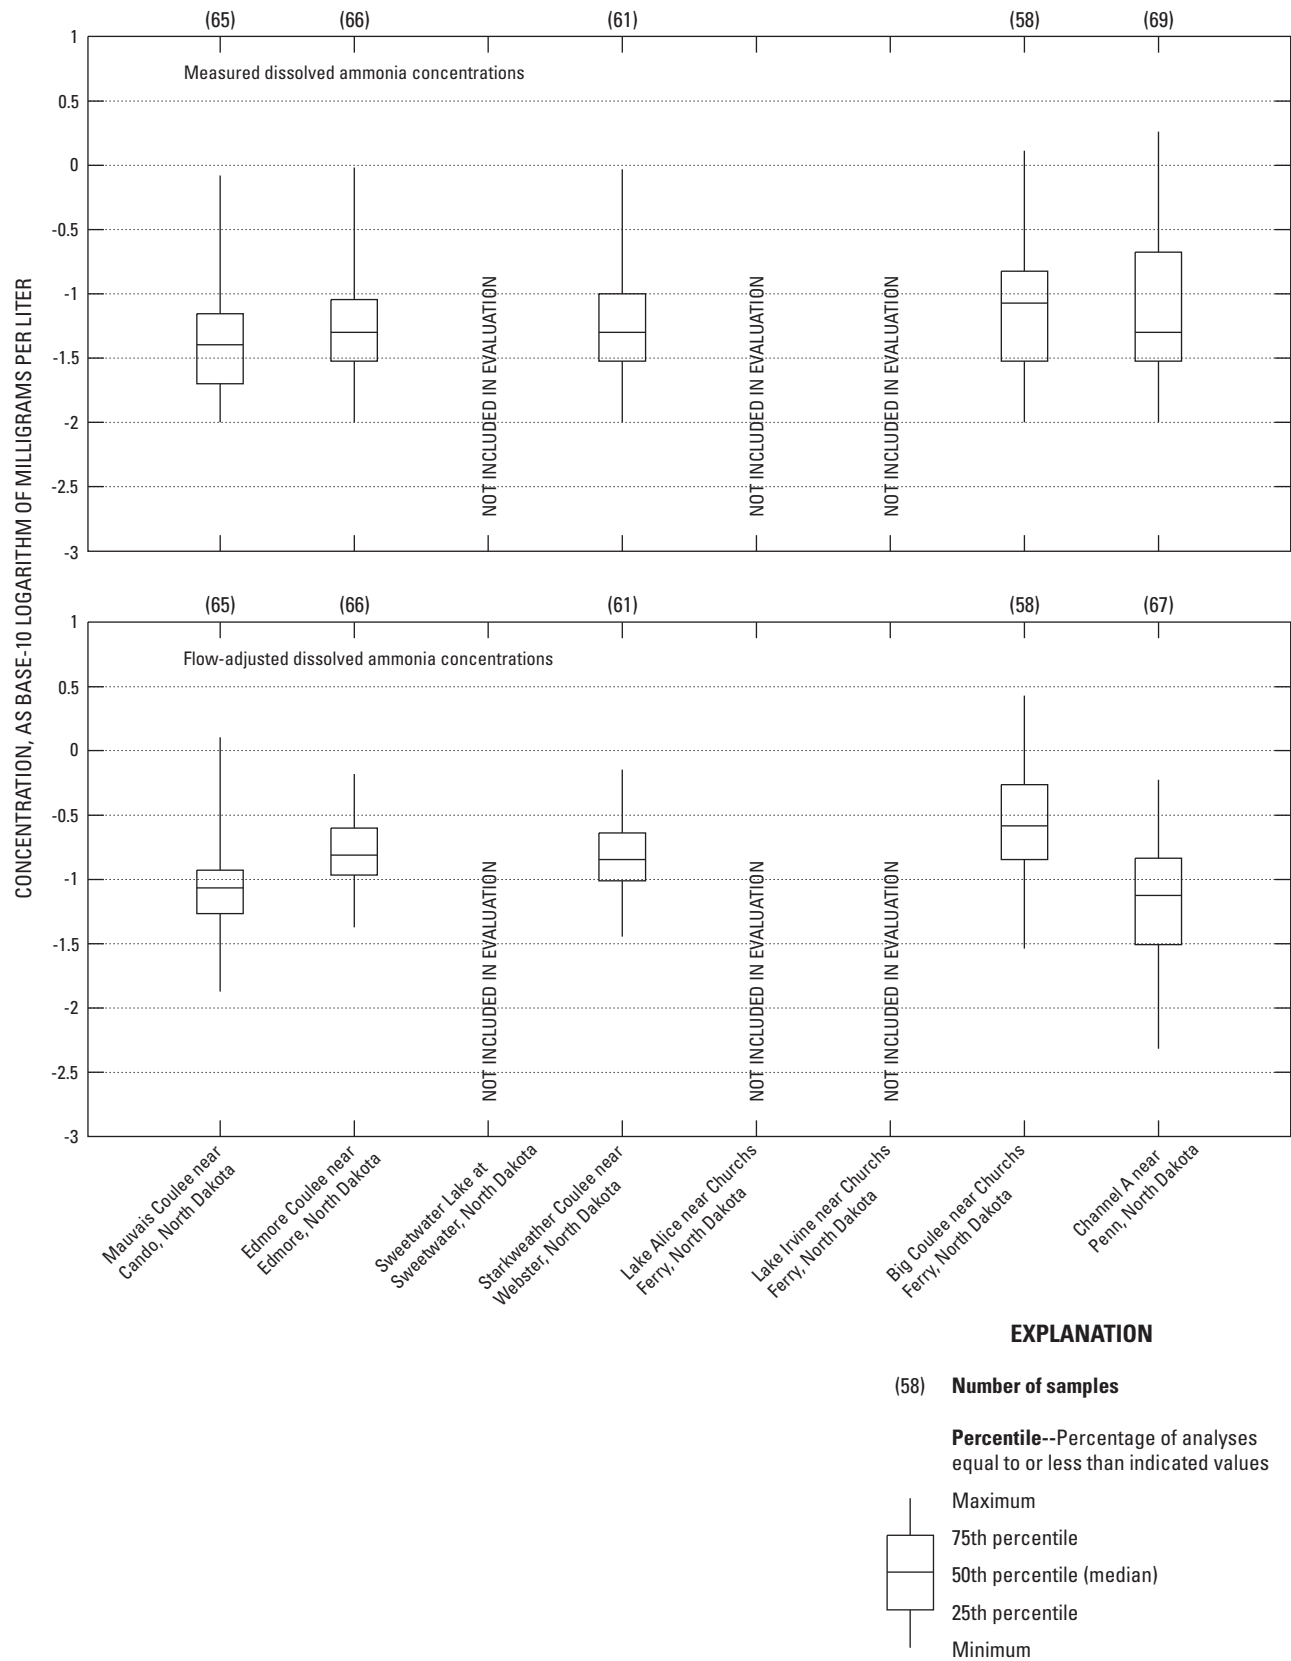 (65) (66) (61) (58) (69)
1
Measured dissolved ammonia concentrations
0.5
0
-0.5
-1
-1.5
-2
-2.5
-3
NOT INCLUDED IN EVALUATION
NOT INCLUDED IN EVALUATION
NOT INCLUDED IN EVALUATION
CONCENTRATION, AS BASE-10 LOGARITHM OF MILLIGRAMS PER LITER
(65) (66) (61) (58) (67)
1
Flow-adjusted dissolved ammonia concentrations
0.5
0
-0.5
-1
-1.5
-2
-2.5
-3
NOT INCLUDED IN EVALUATION
NOT INCLUDED IN EVALUATION
NOT INCLUDED IN EVALUATION
Mauvais Coulee near
Cando, North Dakota
Edmore Coulee near
Edmore, North Dakota
Sweetwater Lake at
Sweetwater, North Dakota
Starkweather Coulee near
Webster, North Dakota
Lake Alice near Churchs
Ferry, North Dakota
Lake Irvine near Churchs
Ferry, North Dakota
Big Coulee near Churchs
Ferry, North Dakota
Channel A near
Penn, North Dakota
EXPLANATION
(58) Number of samples
Percentile--Percentage of analyses
equal to or less than indicated values
Maximum
75th percentile
50th percentile (median)
25th percentile
Minimum